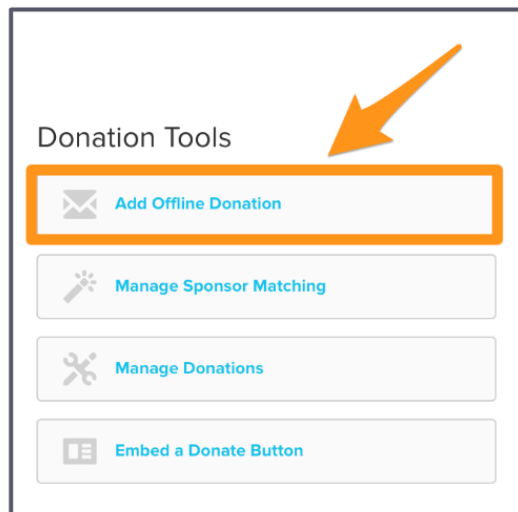 Donation Tools
Add Offline Donation
Manage Sponsor Matching
Manage Donations
Embed a Donate Button